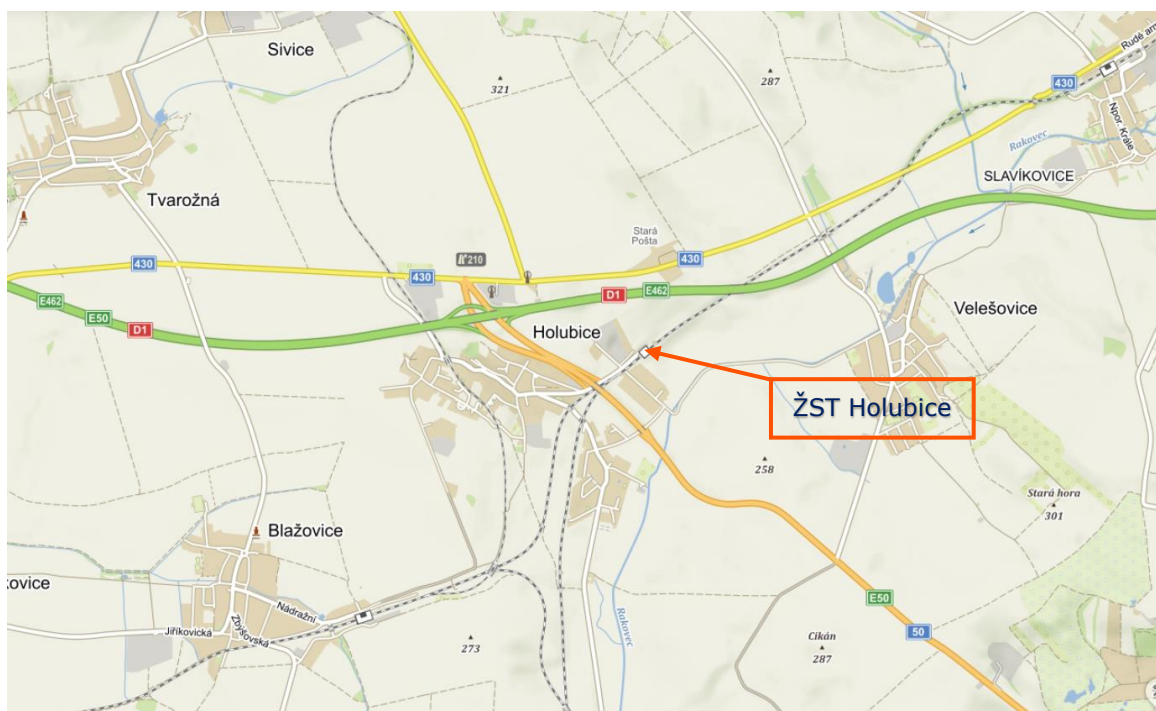 Sivice
321
287
Rudé arm
430
430
Npor. Krále
Rakovec
SLAVÍKOVICE
Tvarožná
Stará
Pošta
430
430
210
430
E462
E50
D1
D1
E462
Holubice
Velešovice
ŽST Holubice
258
Stará hora
301
Blažovice
kovice
Nádražní
Jiříkovická
Zbýšovská
Rakovec
E50
50
273
Cikán
287